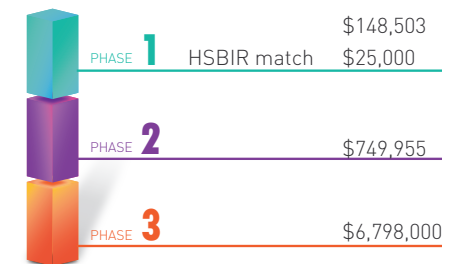 $148,503
PHASE 1 HSBIR match $25,000
PHASE 2 $749,955
PHASE 3 $6,798,000